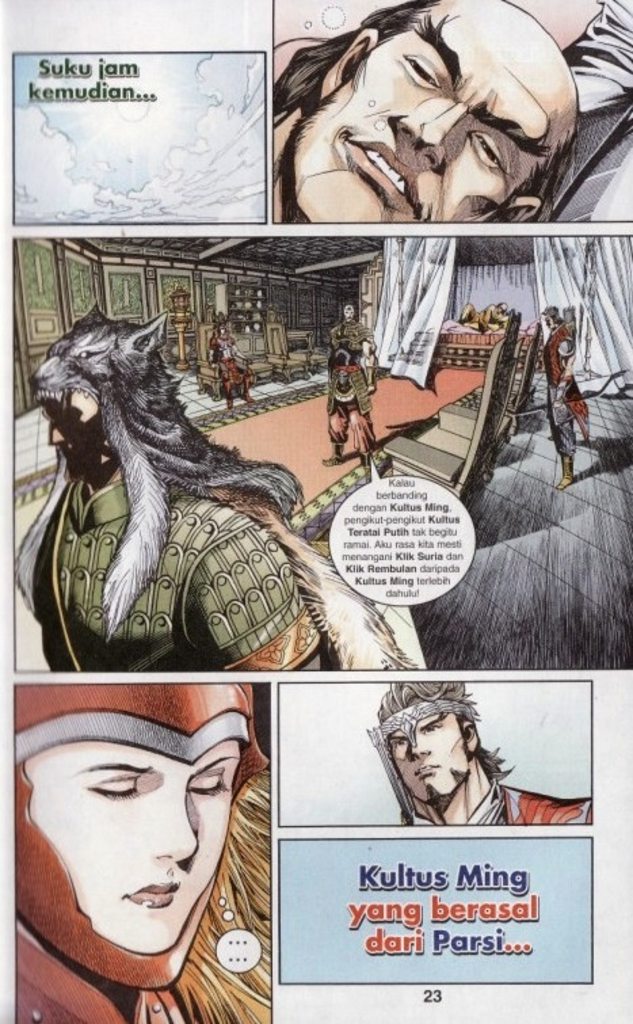 Suku jam
kemudian...
Kalau
berbanding
dengan Kultus Ming,
pengikut-pengikut Kultus
Teratai Putih tak begitu
ramai. Aku rasa kita mesti
menangani Klik Suria dan
Klik Rembulan daripada
Kultus Ming terlebih
dahulu!
...
...
Kultus Ming
yang berasal
dari Parsi...
23